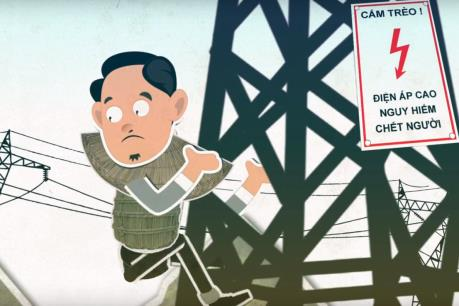 CẤM TRÈO !
ĐIỆN ÁP CAO
NGUY HIỂM
CHẾT NGƯỜI